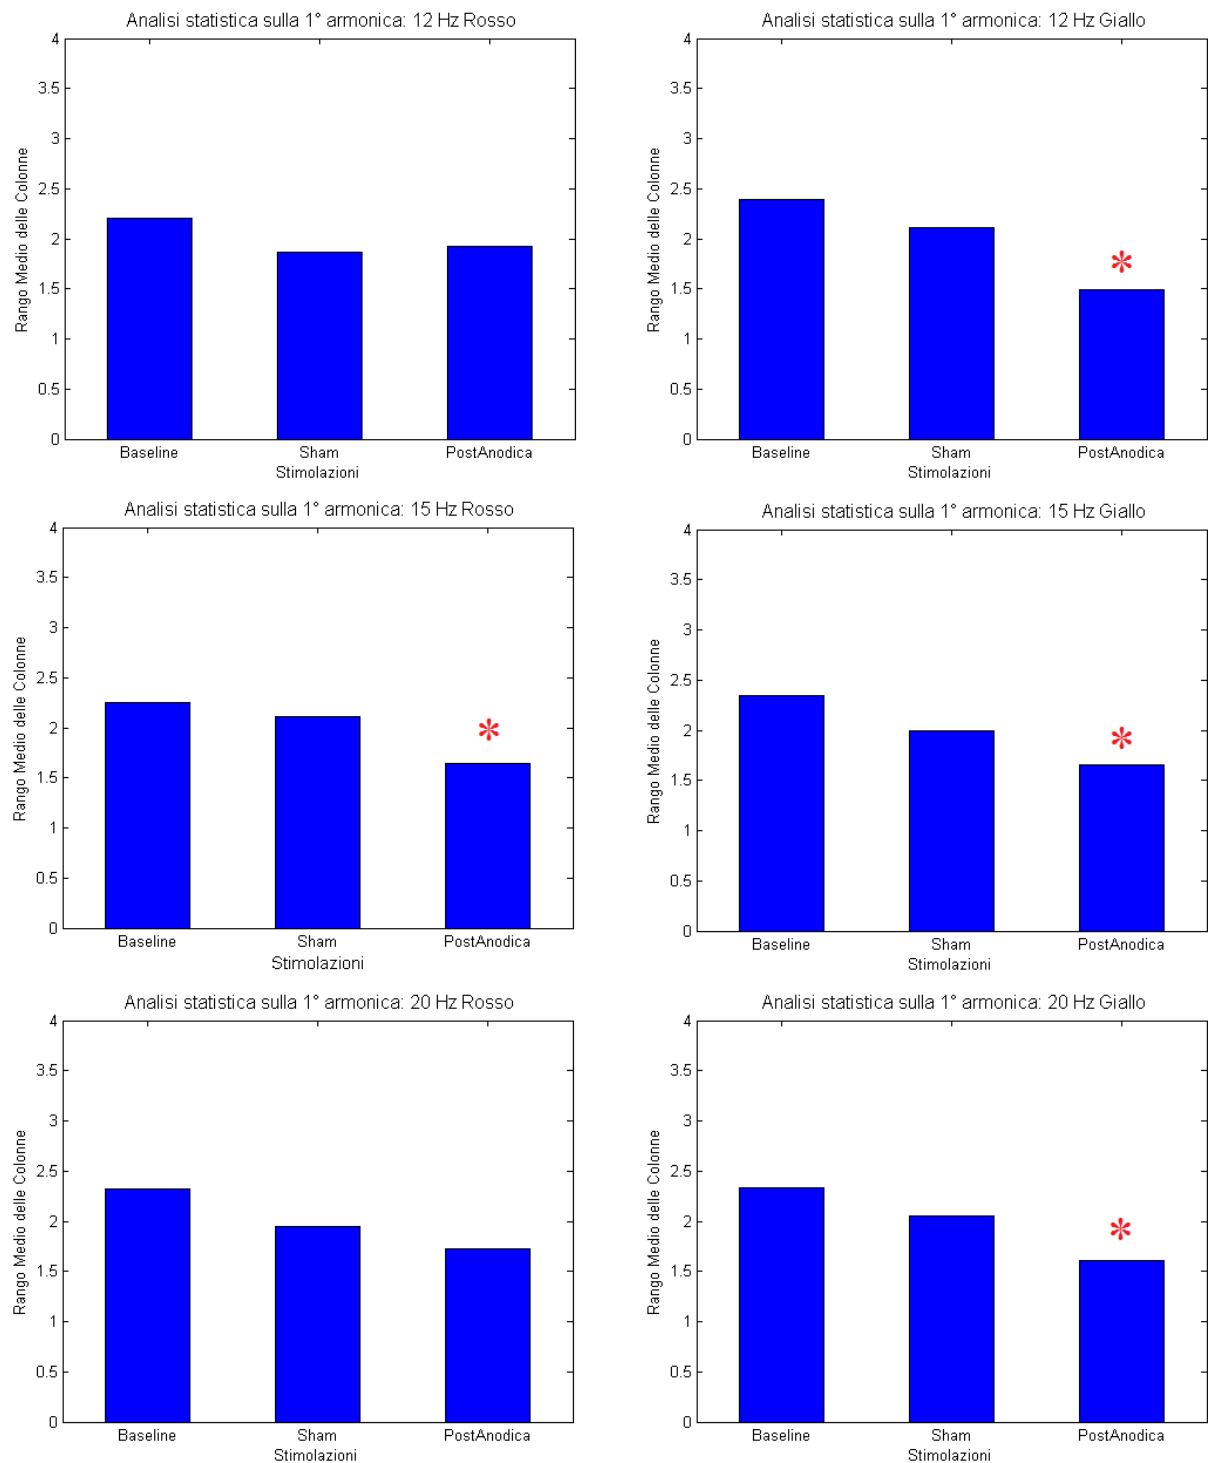 Analisi statistica sulla 1° armonica: 12 Hz Rosso
4
3.5
3
2.5
2
1.5
1
0.5
0
Rango Medio delle Colonne
Baseline Sham PostAnodica
Stimolazioni
Analisi statistica sulla 1° armonica: 12 Hz Giallo
4
3.5
3
2.5
2
1.5
1
0.5
0
Rango Medio delle Colonne
*
Baseline Sham PostAnodica
Stimolazioni
Analisi statistica sulla 1° armonica: 15 Hz Rosso
4
3.5
3
2.5
2
1.5
1
0.5
0
Rango Medio delle Colonne
*
Baseline Sham PostAnodica
Stimolazioni
Analisi statistica sulla 1° armonica: 15 Hz Giallo
4
3.5
3
2.5
2
1.5
1
0.5
0
Rango Medio delle Colonne
*
Baseline Sham PostAnodica
Stimolazioni
Analisi statistica sulla 1° armonica: 20 Hz Rosso
4
3.5
3
2.5
2
1.5
1
0.5
0
Rango Medio delle Colonne
Baseline Sham PostAnodica
Stimolazioni
Analisi statistica sulla 1° armonica: 20 Hz Giallo
4
3.5
3
2.5
2
1.5
1
0.5
0
Rango Medio delle Colonne
*
Baseline Sham PostAnodica
Stimolazioni